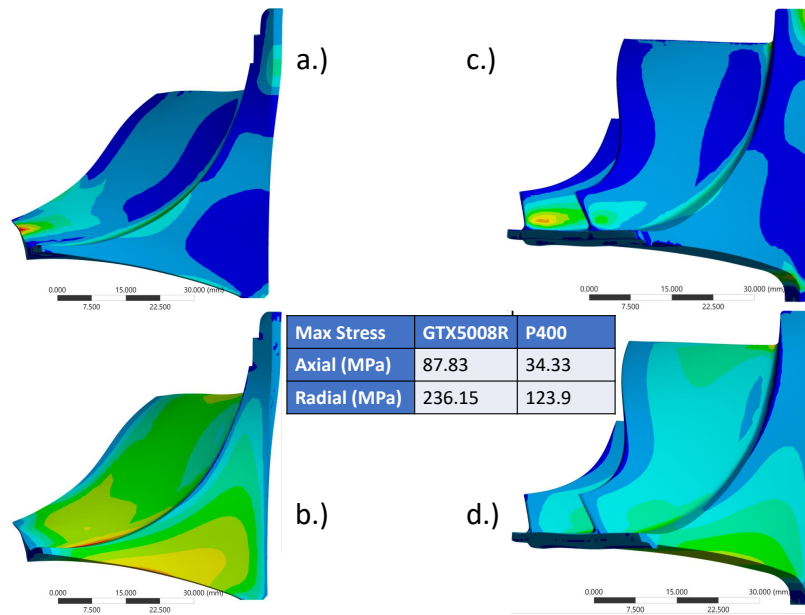 a.)
c.)
0.000 15.000 30.000 (mm)
7.500 22.500
0.000 15.000 30.000 (mm)
7.500 22.500
Max Stress GTX5008R P400
Axial (MPa) 87.83 34.33
Radial (MPa) 236.15 123.9
b.)
d.)
0.000 15.000 30.000 (mm)
7.500 22.500
0.000 15.000 30.000 (mm)
7.500 22.500